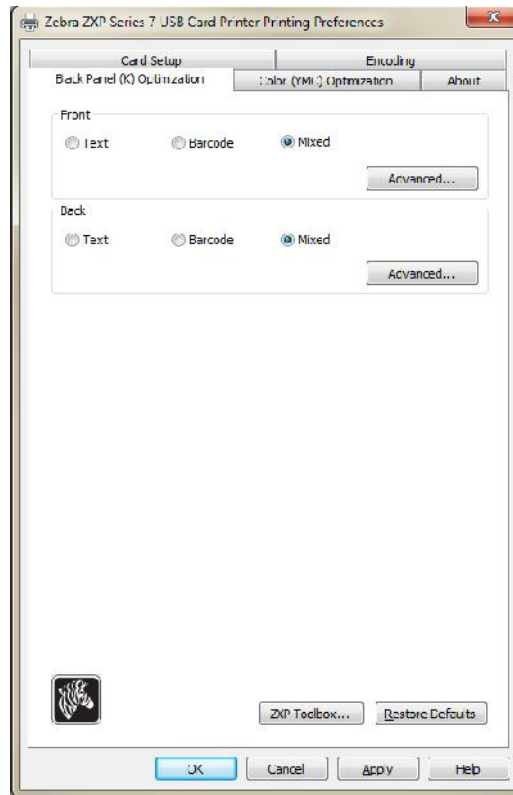 Zebra ZXP Series 7 USB Card Printer Printing Preferences
Card Setup Encoding
Black Panel (K) Optimization Color (YMC) Optimization About
Front
Text Barcode Mixed
Advanced...
Back
Text Barcode Mixed
Advanced...
ZXP Toolbox... Restore Defaults
OK Cancel Apply Help